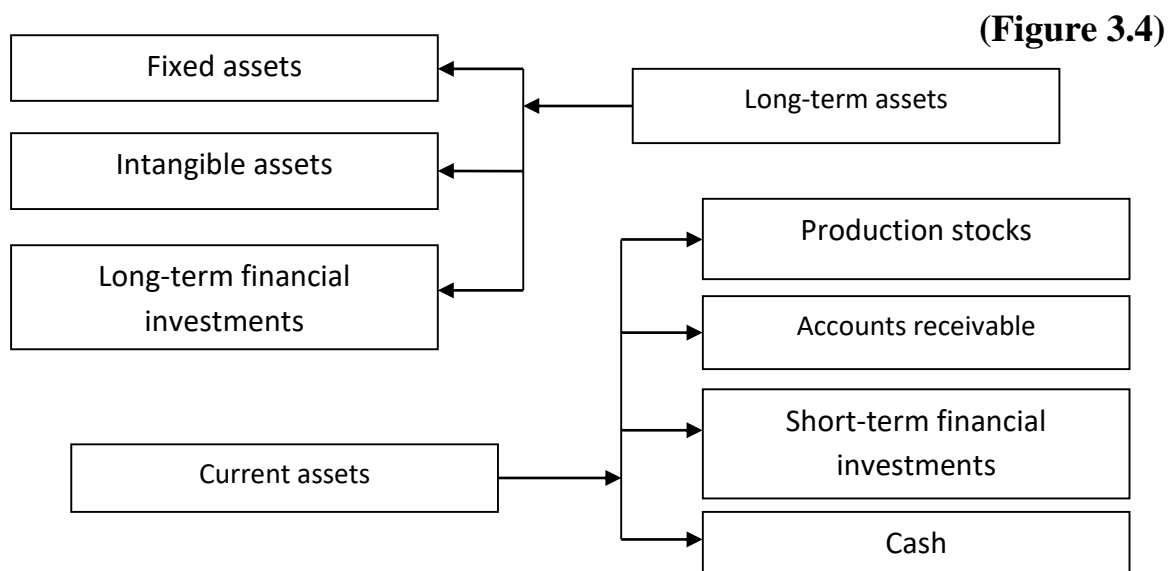 (Figure 3.4)
Fixed assets
Long-term assets
Intangible assets
Long-term financial
investments
Production stocks
Accounts receivable
Short-term financial
investments
Current assets
Cash